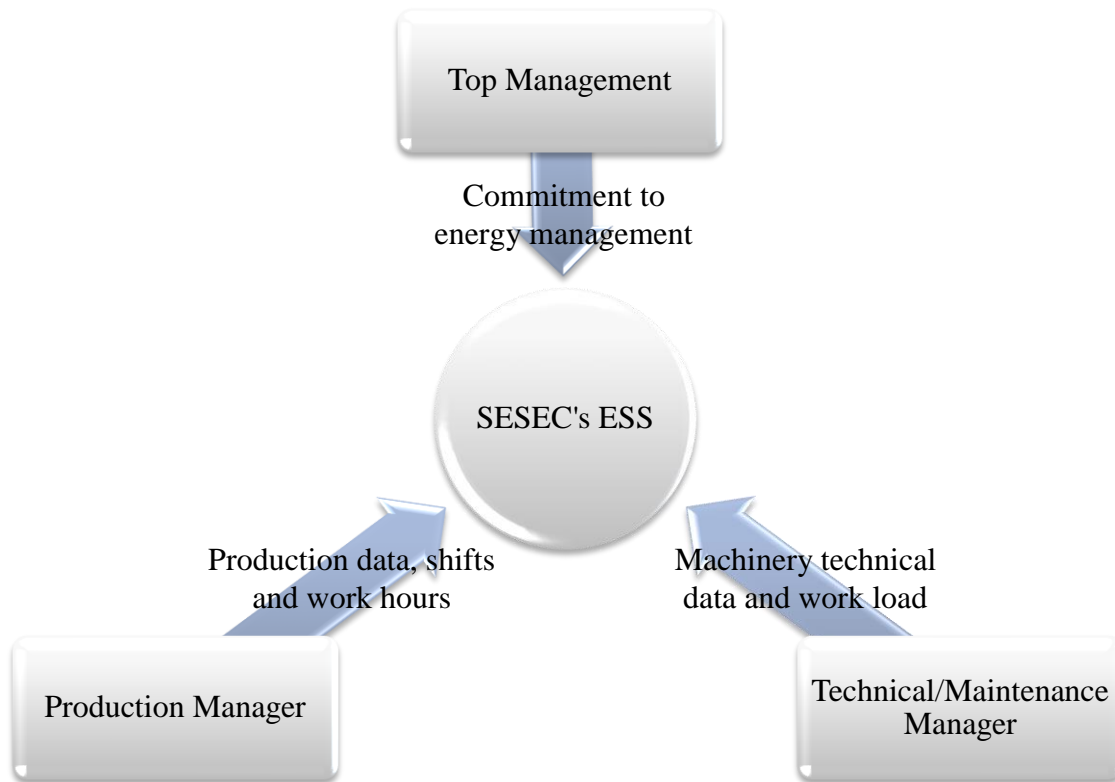 Top Management
Commitment to
energy management
SESEC's ESS
Production data, shifts
and work hours
Machinery technical
data and work load
Production Manager
Technical/Maintenance
Manager